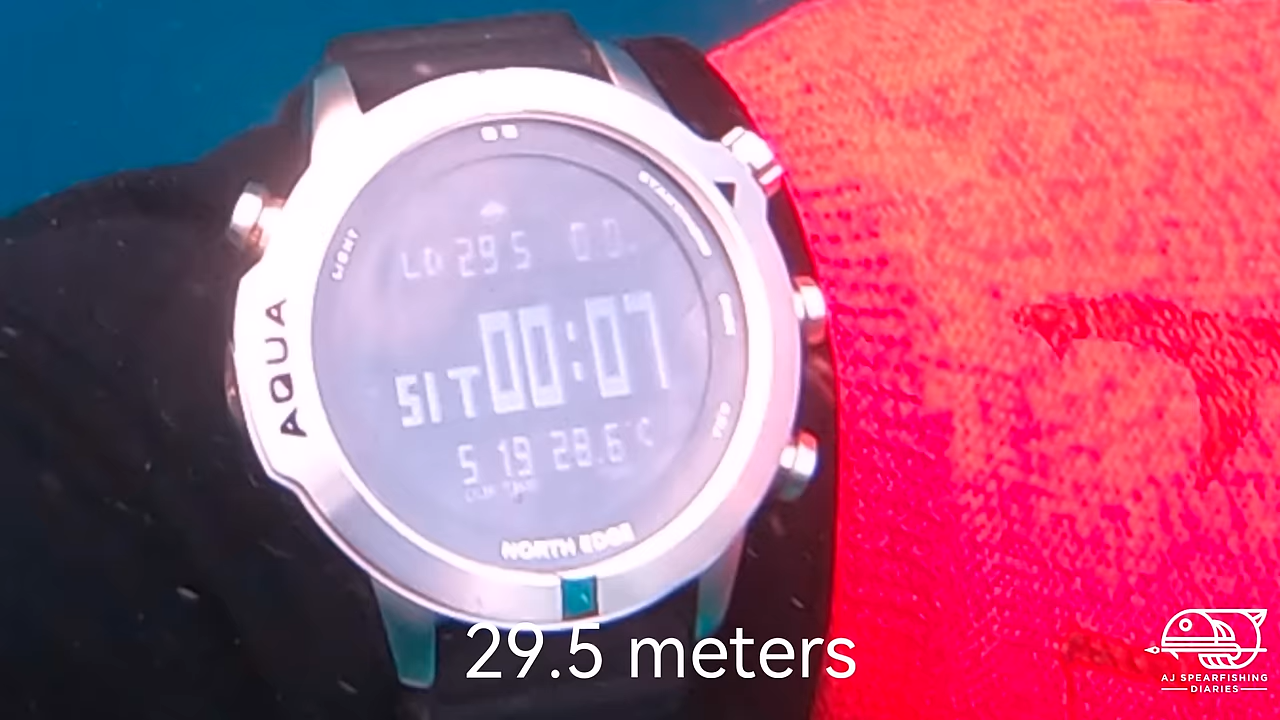 LIGHT
AQUA
LD 29.5 0.0
SIT 00:07
5 19 28.6°C
NORTH EDGE
29.5 meters
AJ SPEARFISHING
DIARIES